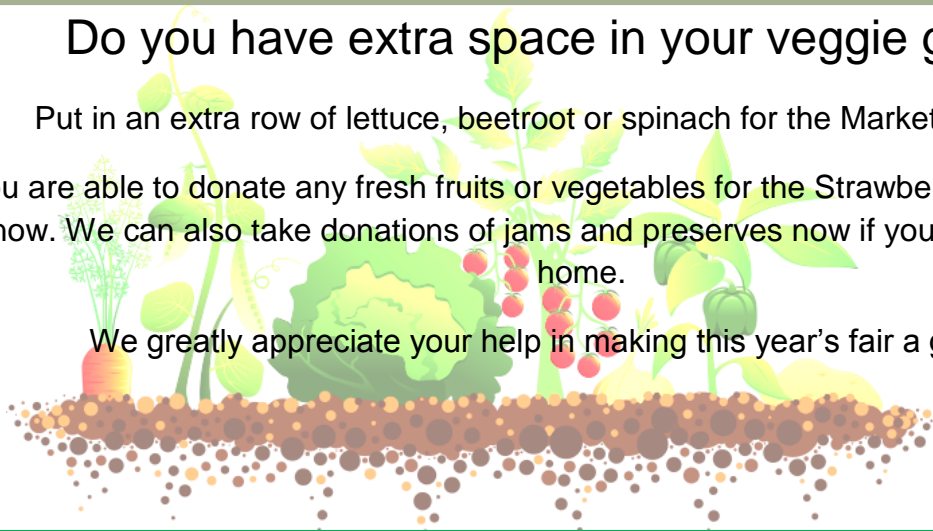 Do you have extra space in your veggie
Put in an extra row of lettuce, beetroot or spinach for the Market
are able to donate any fresh fruits or vegetables for the
We can also take donations of jams and preserves now if you
home.
We greatly appreciate your help in making this year's fair a